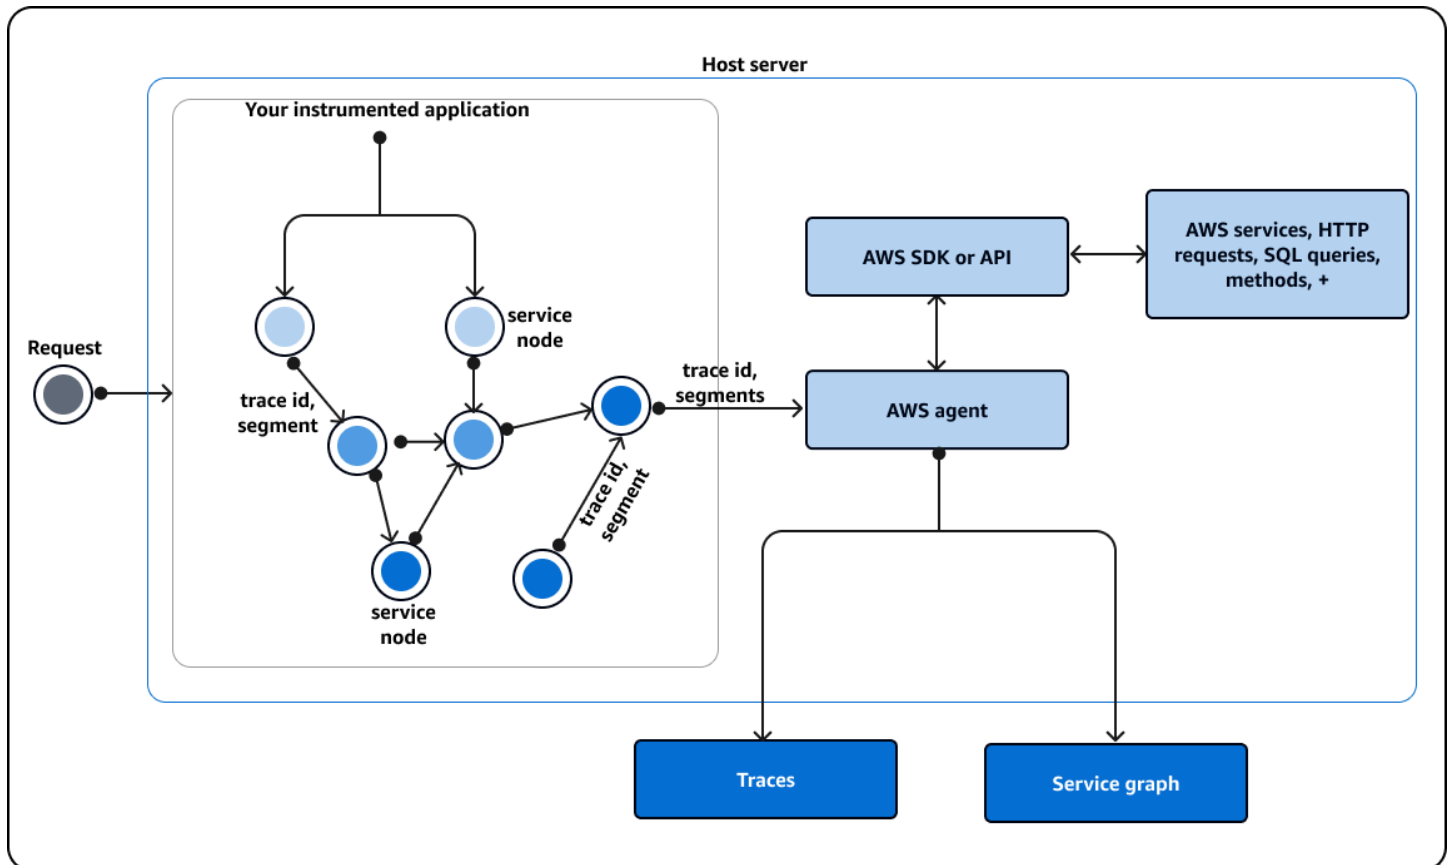 Host server
Your instrumented application
AWS services, HTTP
requests, SQL queries,
methods, +
AWS SDK or API
service
node
Request
trace id,
segment
trace id,
segments
AWS agent
trace id,
segment
service
node
Traces
Service graph